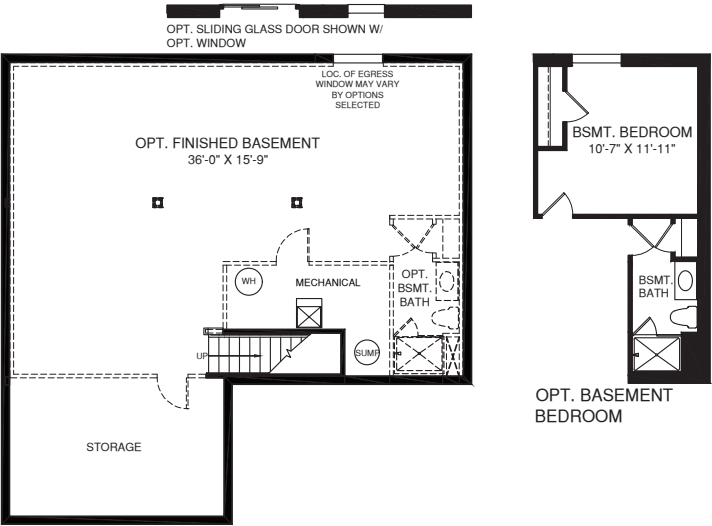 OPT. SLIDING GLASS DOOR SHOWN W/
OPT. WINDOW
LOC. OF EGRESS
WINDOW MAY VARY
BY OPTIONS
SELECTED
OPT. FINISHED BASEMENT
36'-0" X 15'-9"
WH
MECHANICAL
OPT.
BSMT.
BATH
UP
SUMP
STORAGE
BSMT. BEDROOM
10'-7" X 11'-11"
BSMT.
BATH
OPT. BASEMENT
BEDROOM